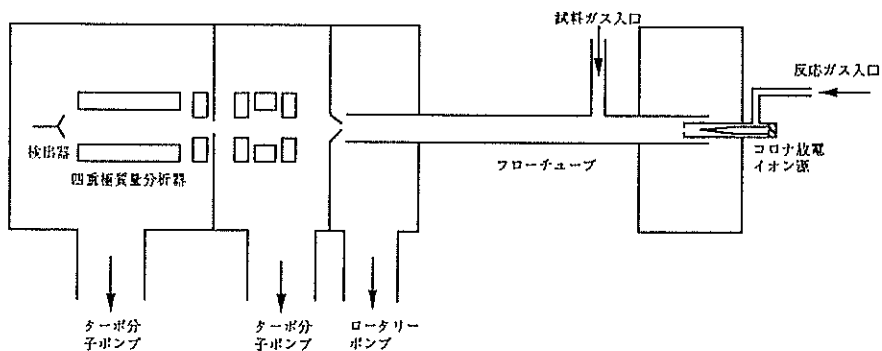 試料ガス入口
反応ガス入口
検出器
四重極質量分析器
フローチューブ
コロナ放電
イオン源
ターボ分
子ポンプ
ターボ分
子ポンプ
ロータリー
ポンプ